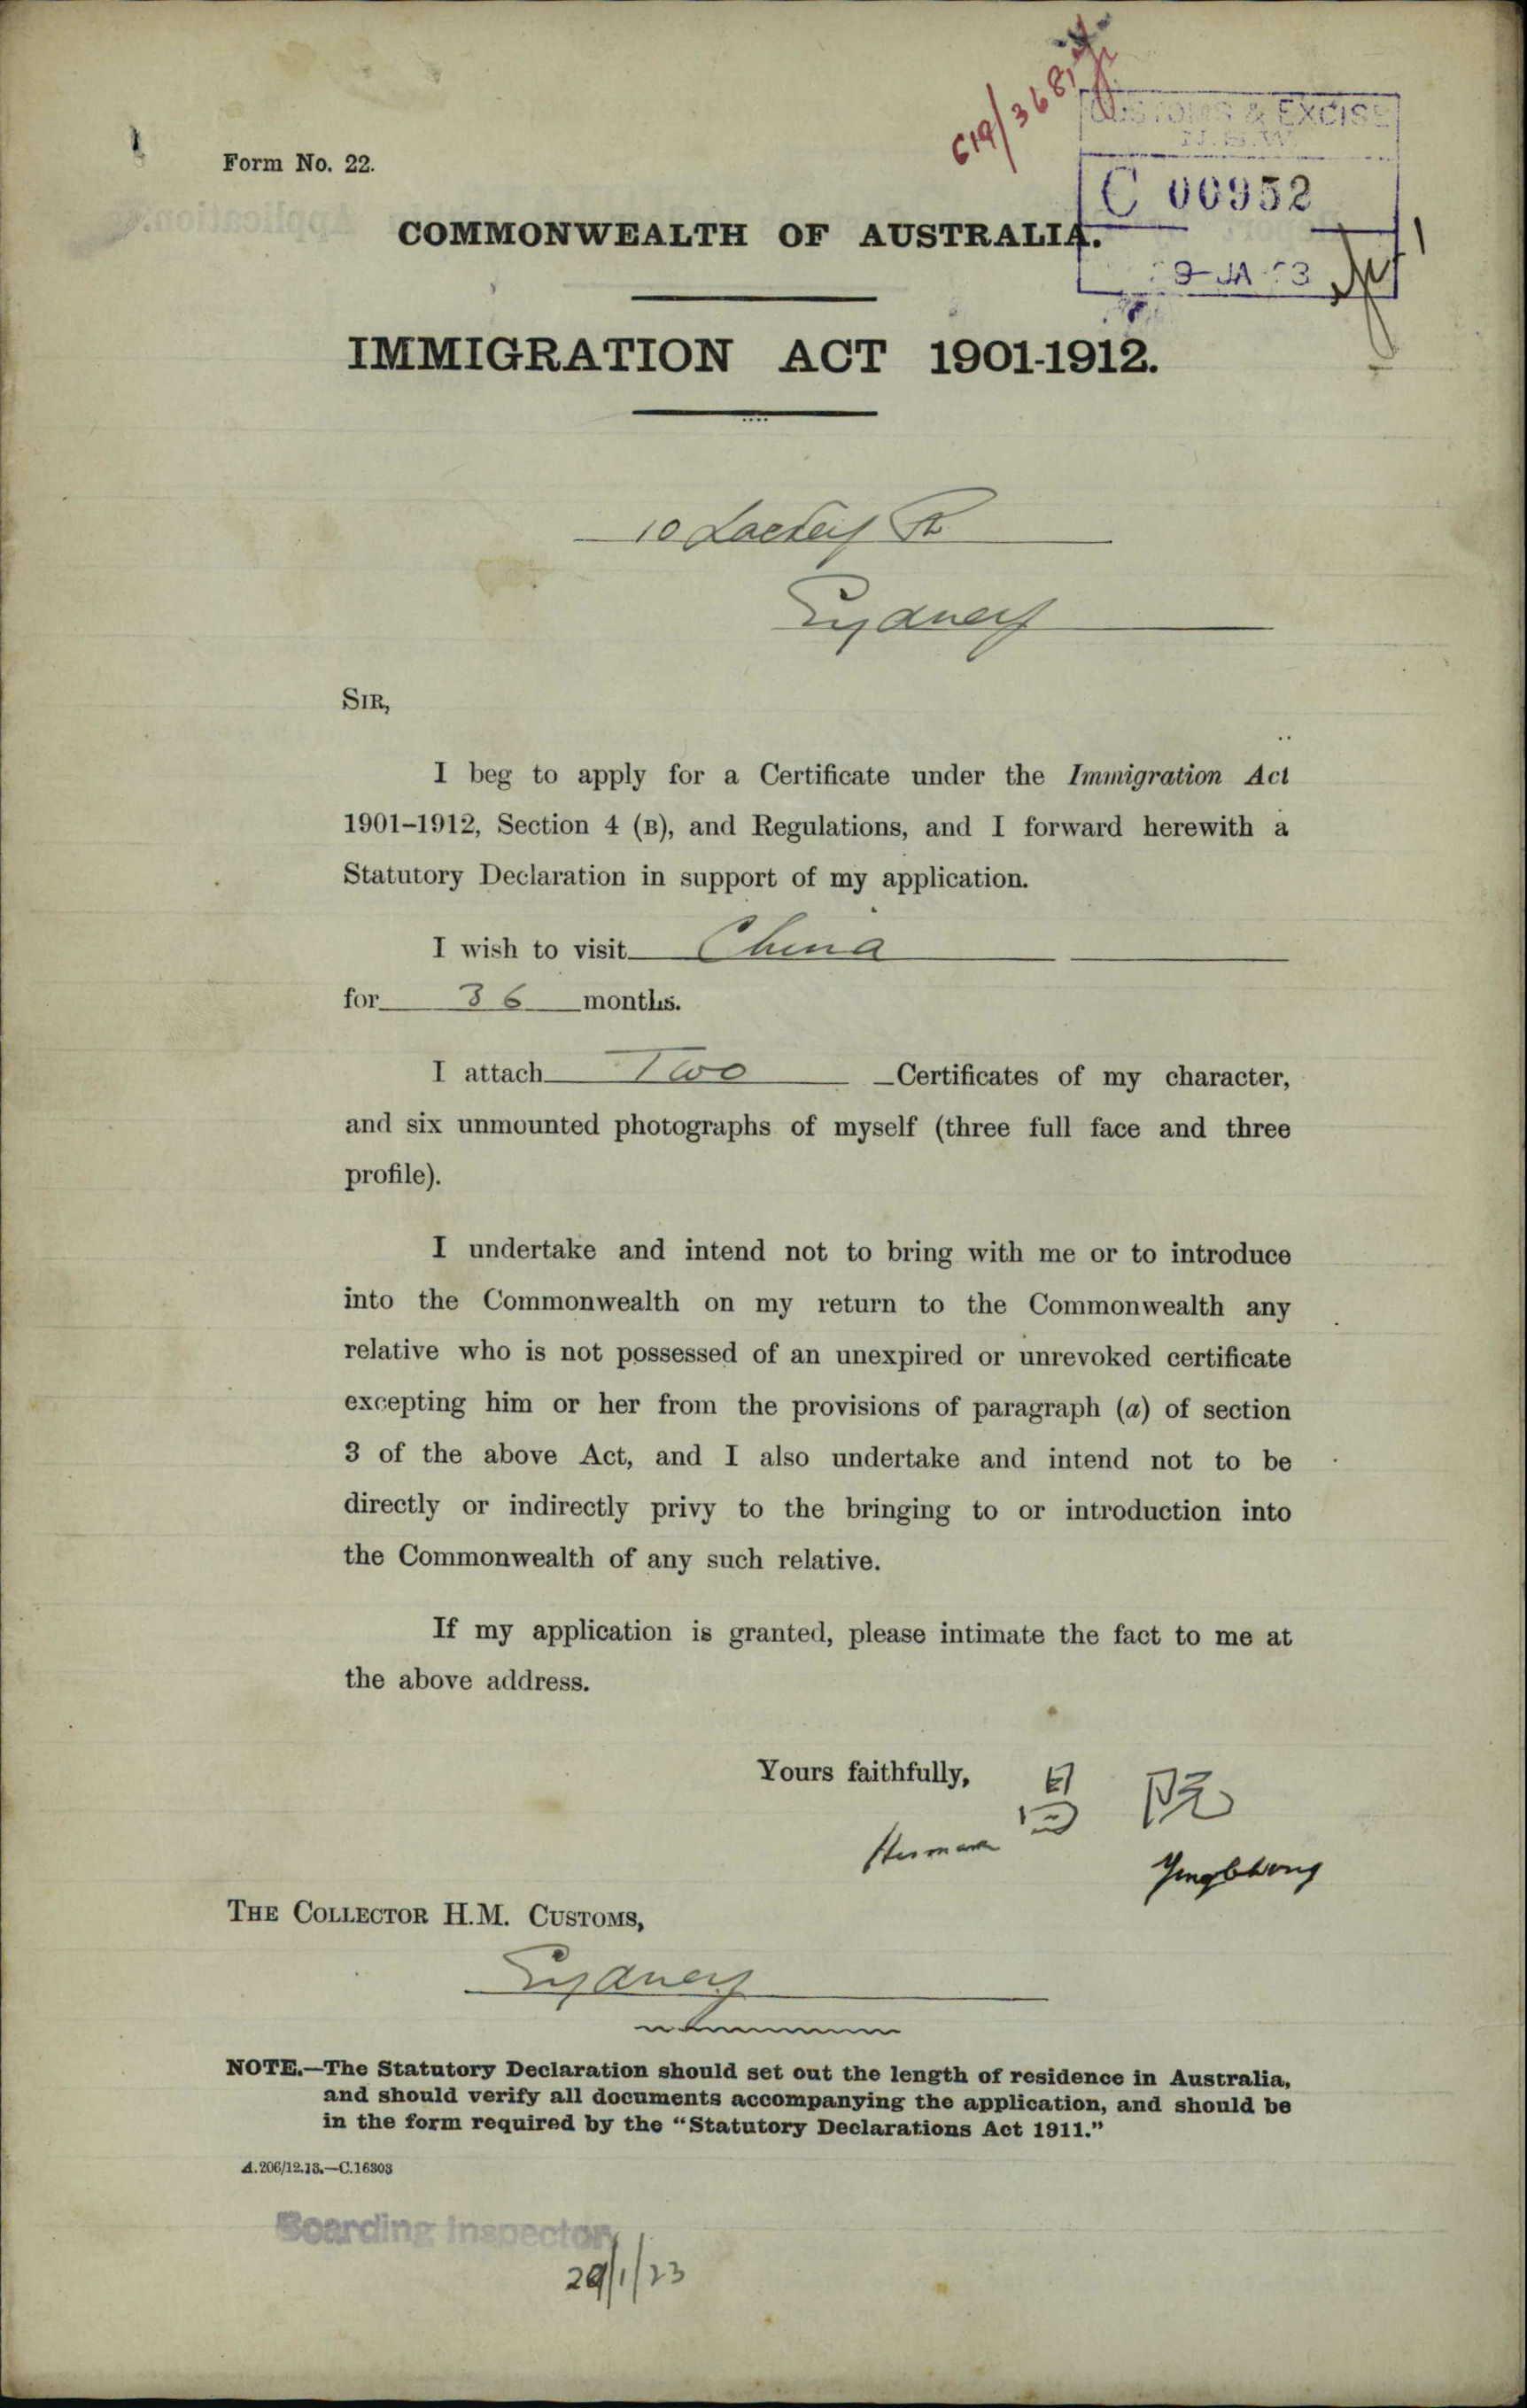 Form No. 22.
CUSTOMS & EXCISE
N.S.W.
C 00952
COMMONWEALTH OF AUSTRALIA.
IMMIGRATION ACT 1901-1912.
10 Lackey St
Sydney
SIR,
I beg to apply for a Certificate under the Immigration Act
1901–1912, Section 4 (B), and Regulations, and I forward herewith a
Statutory Declaration in support of my application.
I wish to visit China
for 36 months.
I attach Two Certificates of my character,
and six unmounted photographs of myself (three full face and three
profile).
I undertake and intend not to bring with me or to introduce
into the Commonwealth on my return to the Commonwealth any
relative who is not possessed of an unexpired or unrevoked certificate
excepting him or her from the provisions of paragraph (a) of section
3 of the above Act, and I also undertake and intend not to be
directly or indirectly privy to the bringing to or introduction into
the Commonwealth of any such relative.
If my application is granted, please intimate the fact to me at
the above address.
Yours faithfully,
昌 阮
THE COLLECTOR H.M. CUSTOMS,
Sydney
NOTE.—The Statutory Declaration should set out the length of residence in Australia,
and should verify all documents accompanying the application, and should be
in the form required by the “Statutory Declarations Act 1911.”
A.206/12.13.—C.16303
Boarding Inspector
29/1/23